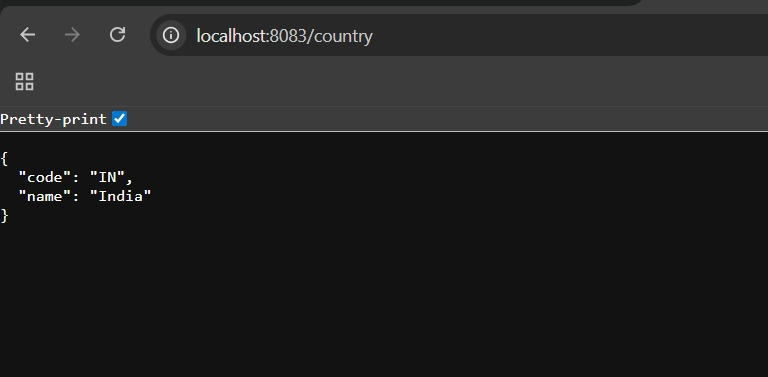 localhost:8083/country
Pretty-print
{
  "code": "IN",
  "name": "India"
}